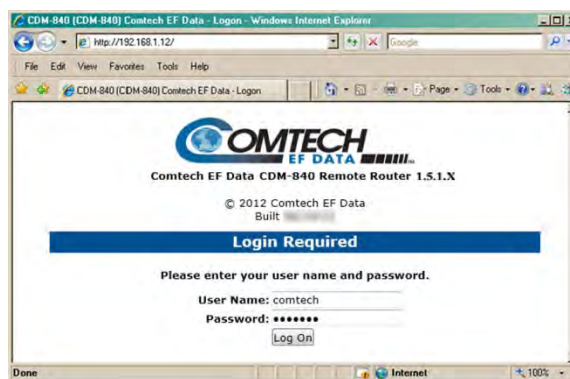 CDM-840 (CDM-840) Comtech EF Data - Logon - Windows Internet Explorer
http://192.168.1.12/
Google
File Edit View Favorites Tools Help
CDM-840 (CDM-840) Comtech EF Data - Logon
Page Tools
COMTECH
EF DATA
Comtech EF Data CDM-840 Remote Router 1.5.1.X
© 2012 Comtech EF Data
Built
Login Required
Please enter your user name and password.
User Name: comtech
Password: •••••••
Log On
Done
Internet
100%